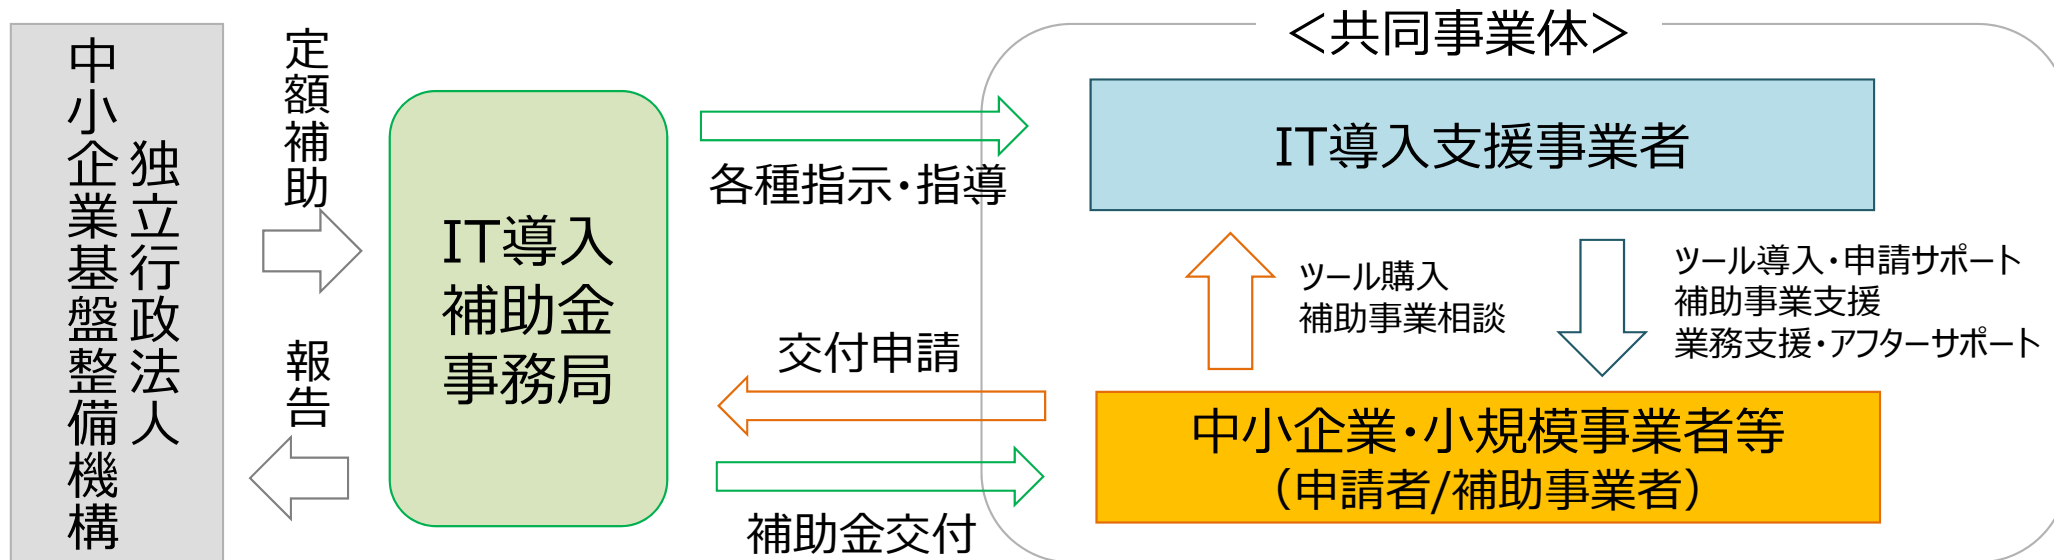 独立行政法人
中小企業基盤整備機構
定額補助
報告
IT導入
補助金
事務局
各種指示・指導
交付申請
補助金交付
＜共同事業体＞
IT導入支援事業者
ツール購入
補助事業相談
ツール導入・申請サポート
補助事業支援
業務支援・アフターサポート
中小企業・小規模事業者等
（申請者/補助事業者）